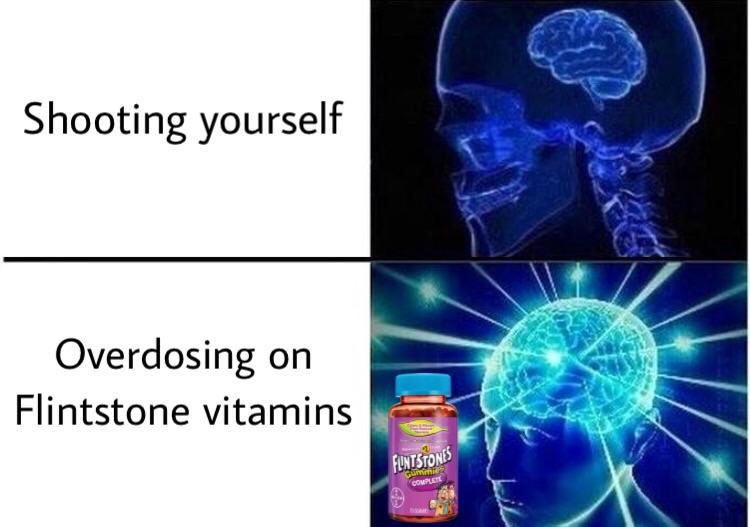 Shooting yourself
Overdosing on
Flintstone vitamins
FLINTSTONES
Gummies
COMPLETE